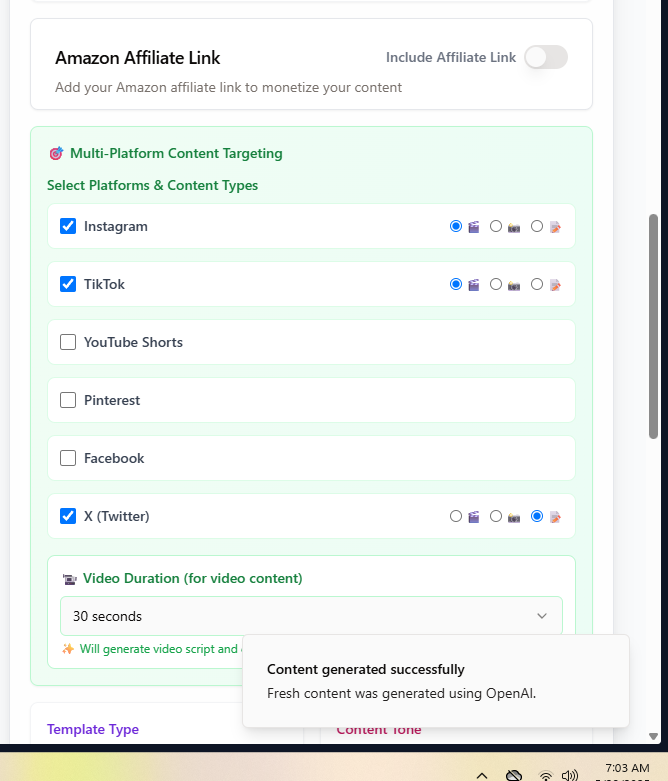 Amazon Affiliate Link
Include Affiliate Link
Add your Amazon affiliate link to monetize your content
Multi-Platform Content Targeting
Select Platforms & Content Types
Instagram
TikTok
YouTube Shorts
Pinterest
Facebook
X (Twitter)
Video Duration (for video content)
30 seconds
Will generate video script and
Content generated successfully
Fresh content was generated using OpenAI.
Template Type
Content Tone
7:03 AM